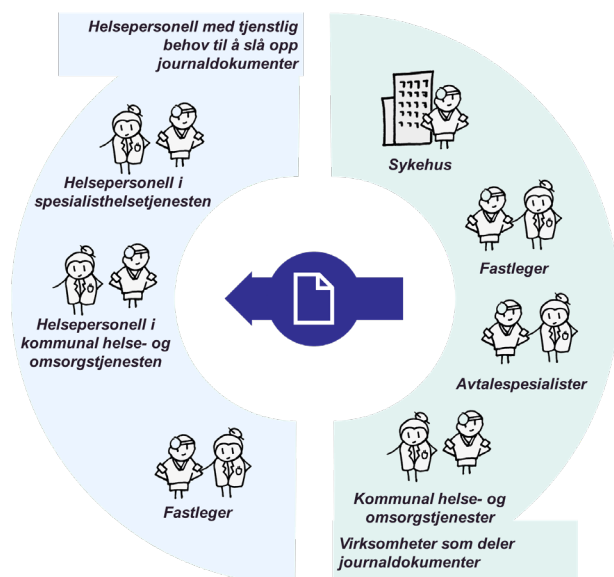 Helsepersonell med tjenstlig
behov til å slå opp
journaldokumenter
Helsepersonell i
spesialisthelsetjenesten
Helsepersonell i
kommunal helse- og
omsorgstjenesten
Fastleger
Sykehus
Fastleger
Avtalespesialister
Kommunal helse- og
omsorgstjenester
Virksomheter som deler
journaldokumenter